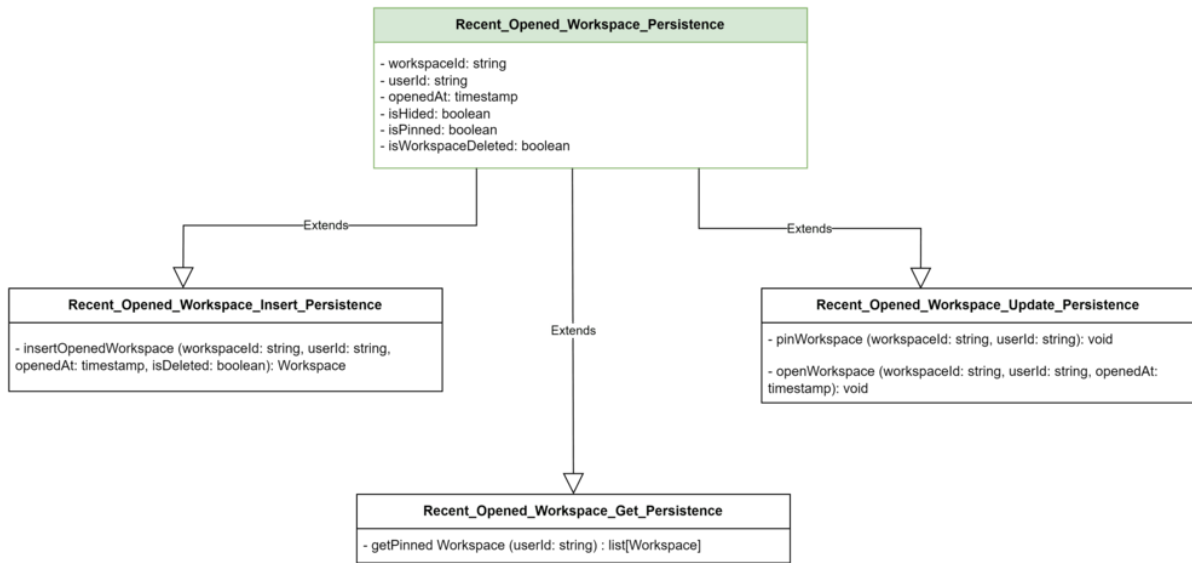 Recent_Opened_Workspace_Persistence
- workspaceId: string
- userId: string
- openedAt: timestamp
- isHided: boolean
- isPinned: boolean
- isWorkspaceDeleted: boolean
Extends
Extends
Recent_Opened_Workspace_Insert_Persistence
- insertOpenedWorkspace (workspaceId: string, userId: string,
openedAt: timestamp, isDeleted: boolean): Workspace
Recent_Opened_Workspace_Update_Persistence
- pinWorkspace (workspaceId: string, userId: string): void
- openWorkspace (workspaceId: string, userId: string, openedAt:
timestamp): void
Extends
Recent_Opened_Workspace_Get_Persistence
- getPinned Workspace (userId: string) : list[Workspace]